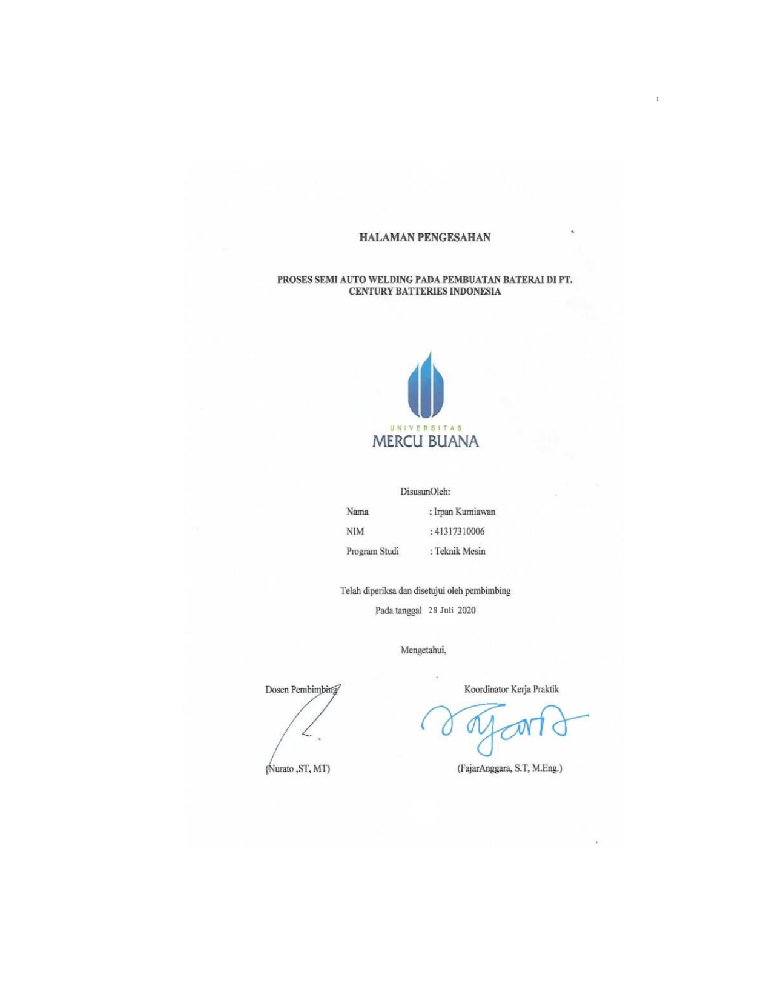 i
HALAMAN PENGESAHAN
PROSES SEMI AUTO WELDING PADA PEMBUATAN BATERAI DI PT.
CENTURY BATTERIES INDONESIA
UNIVERSITAS
MERCU BUANA
DisusunOleh:
Nama : Irpan Kurniawan
NIM : 41317310006
Program Studi : Teknik Mesin
Telah diperiksa dan disetujui oleh pembimbing
Pada tanggal 28 Juli 2020
Mengetahui,
Dosen Pembimbing Koordinator Kerja Praktik
(Nurato ,ST, MT) (FajarAnggara, S.T, M.Eng.)